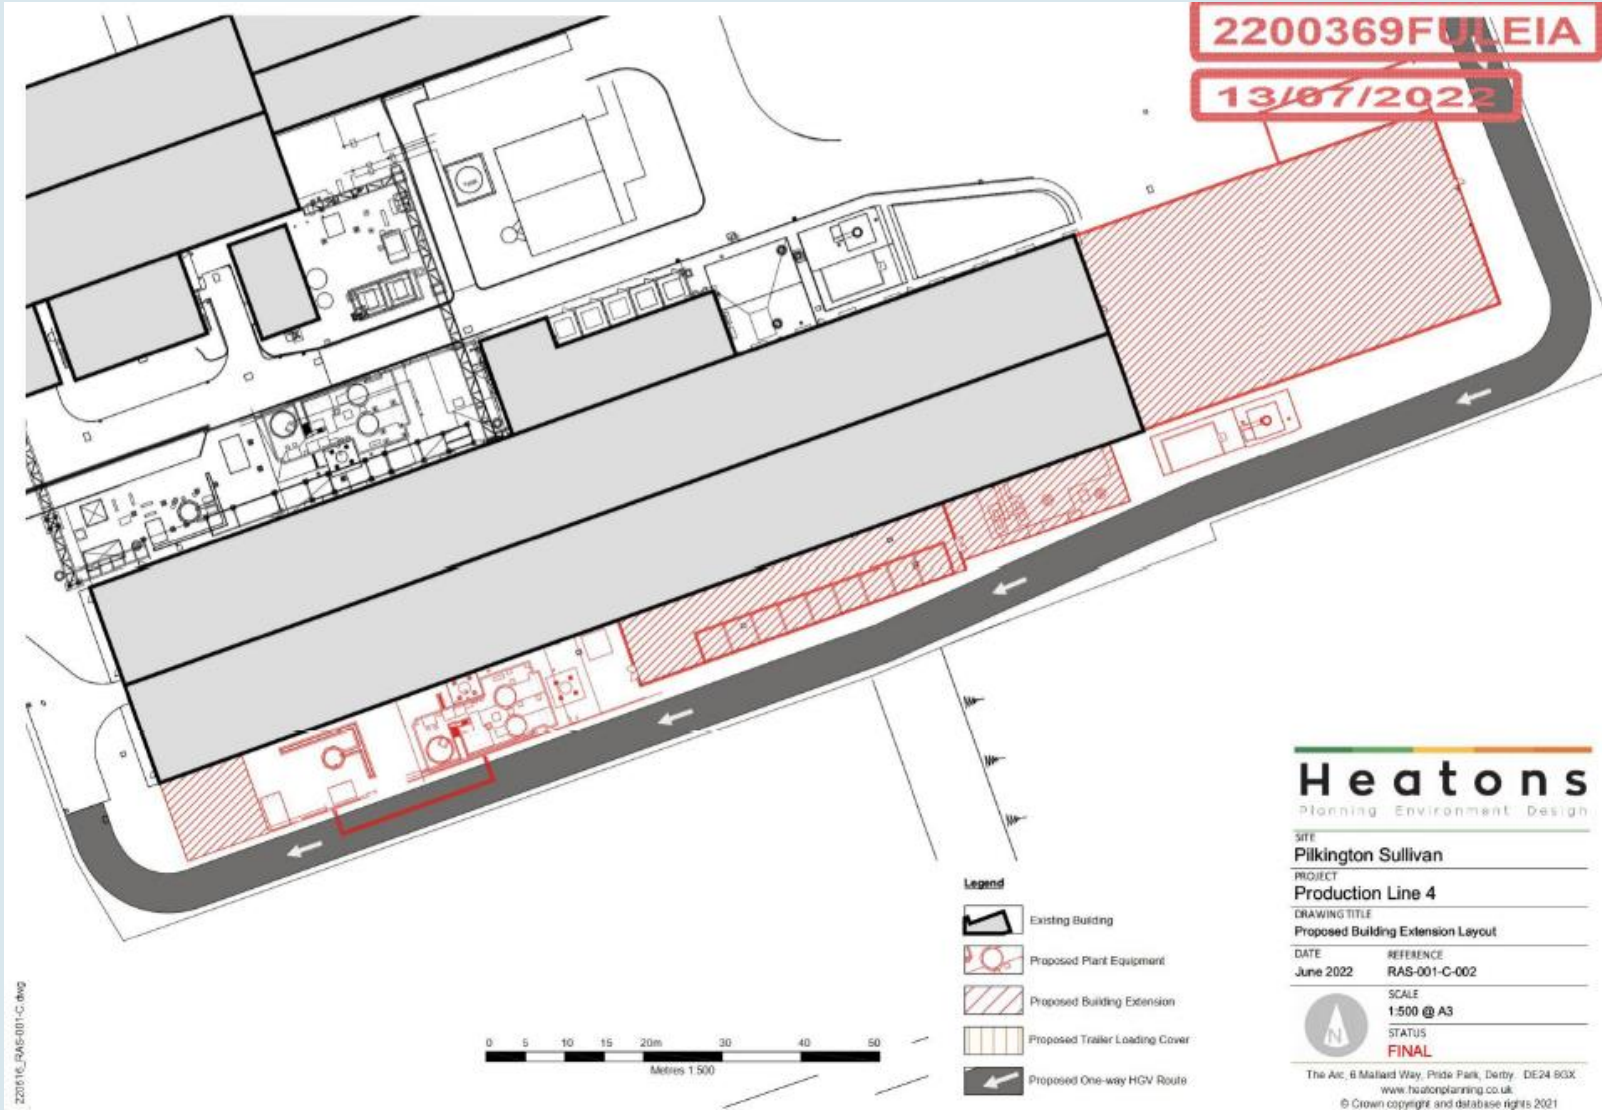 2200369FULEIA
13/07/2022
Tank
Heatons
Planning Environment Design
SITE
Pilkington Sullivan
PROJECT
Production Line 4
DRAWING TITLE
Proposed Building Extension Layout
DATE REFERENCE
June 2022 RAS-001-C-002
SCALE
1:500 @ A3
N
STATUS
FINAL
The Arc, 6 Mallard Way, Pride Park, Derby. DE24 8GX
www.heatonplanning.co.uk
© Crown copyright and database rights 2021
Legend
Existing Building
Proposed Plant Equipment
Proposed Building Extension
Proposed Trailer Loading Cover
Proposed One-way HGV Route
0 5 10 15 20m 30 40 50
Metres 1:500
220616_RAS-001-C.dwg